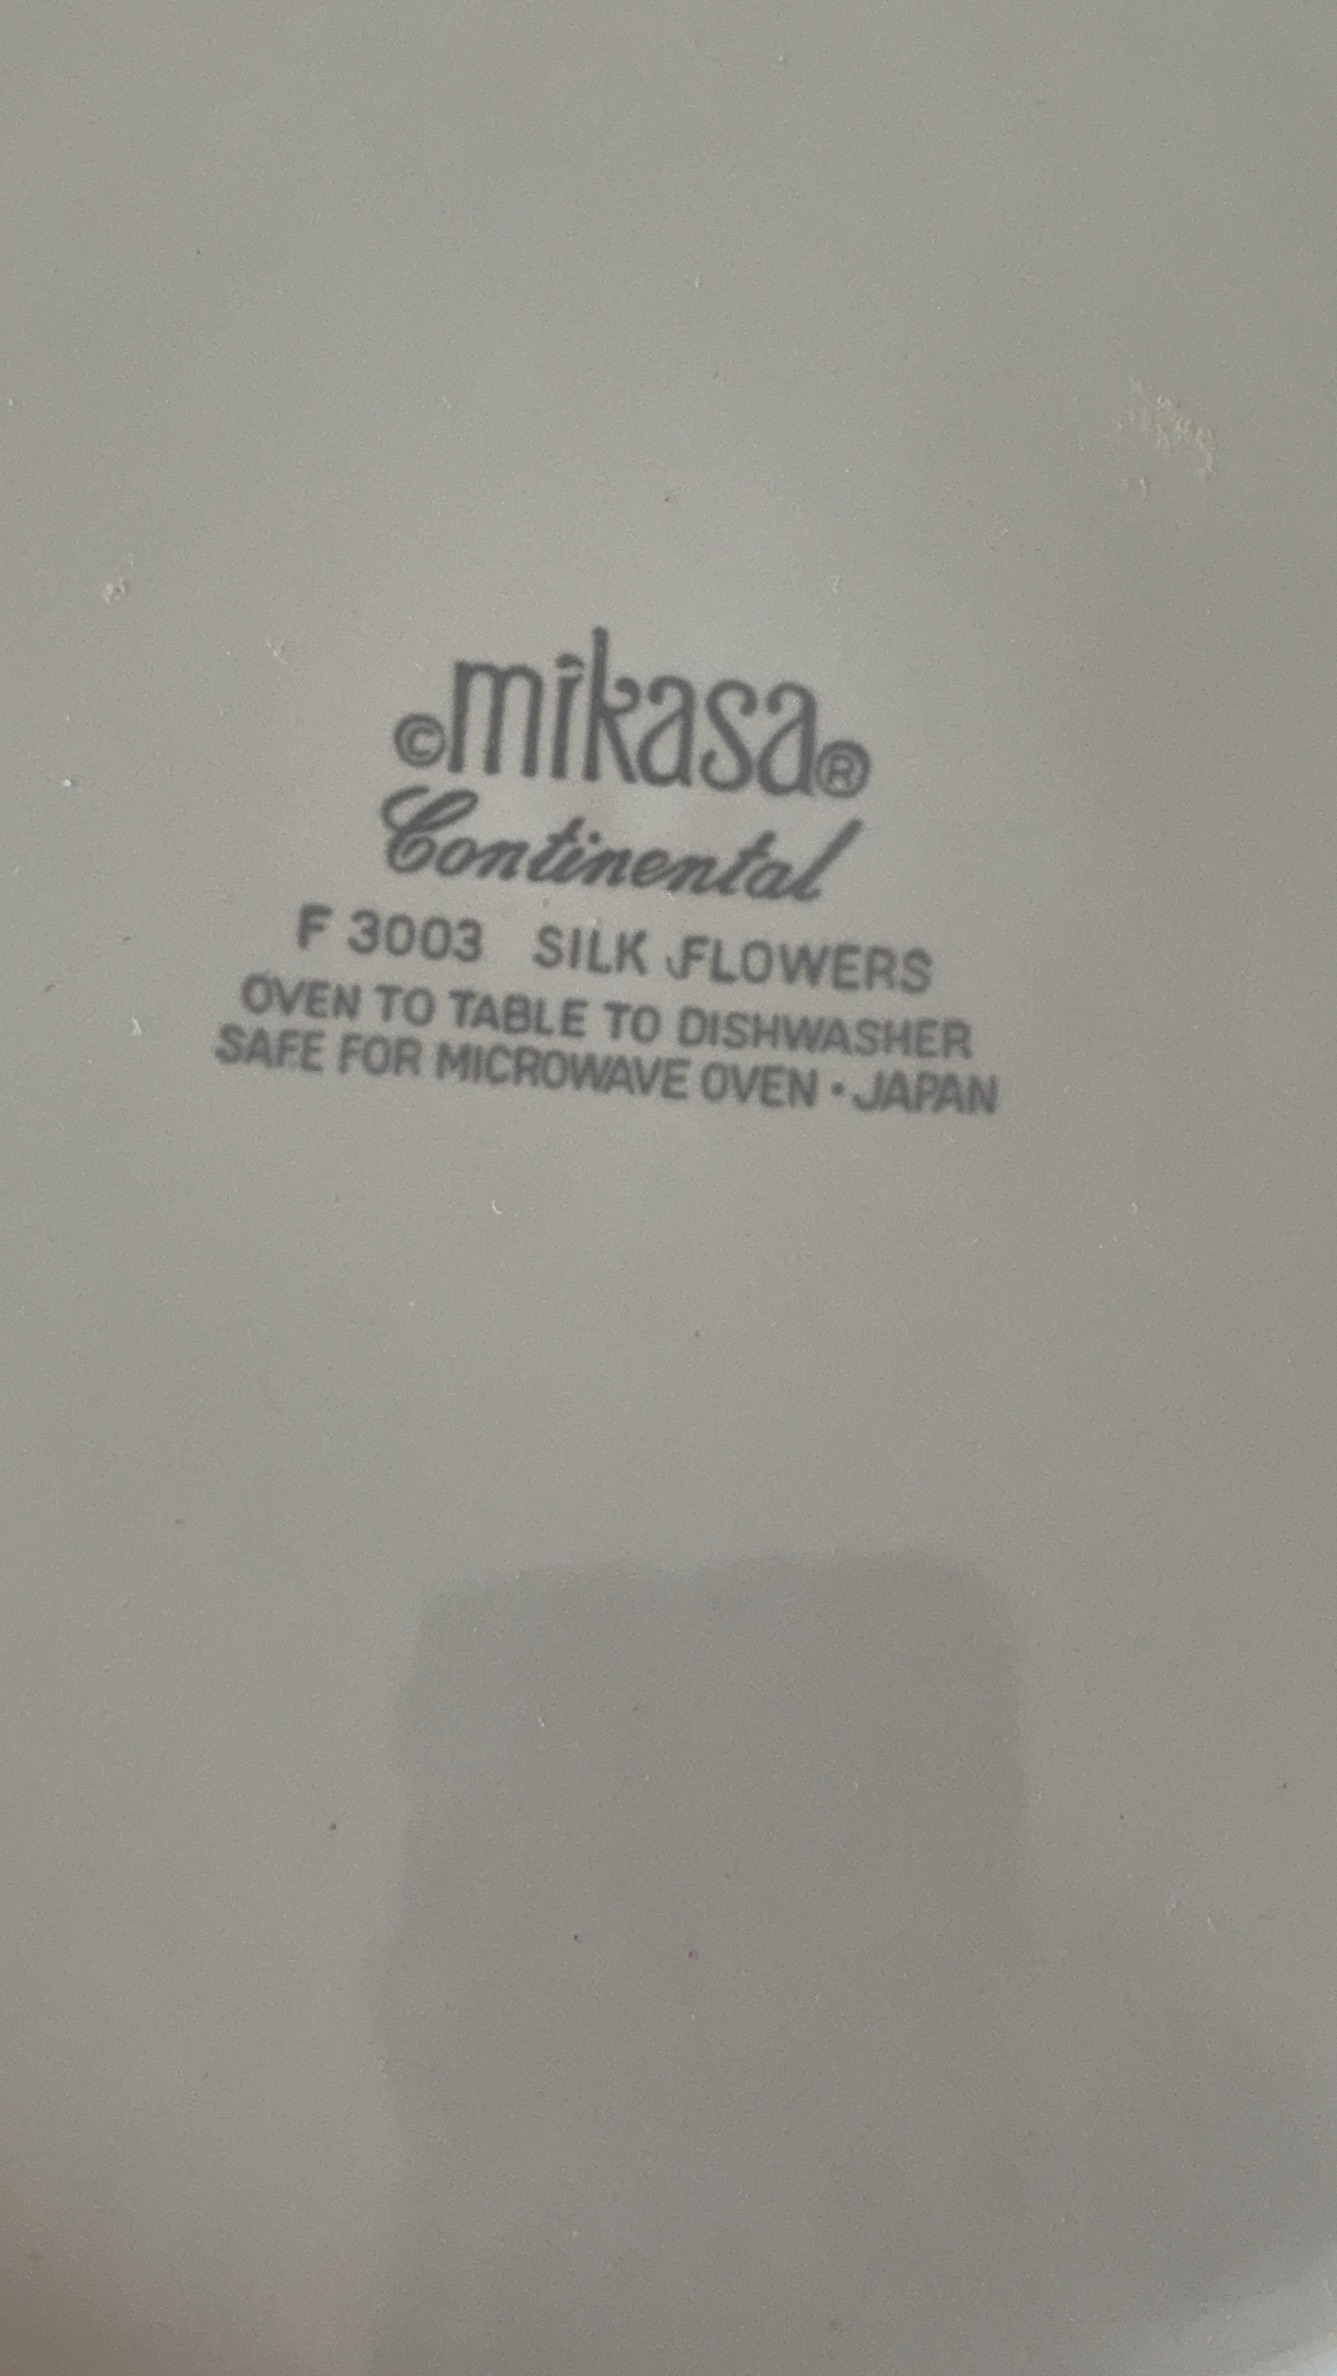 ©mikasa®
Continental
F 3003 SILK FLOWERS
OVEN TO TABLE TO DISHWASHER
SAFE FOR MICROWAVE OVEN · JAPAN